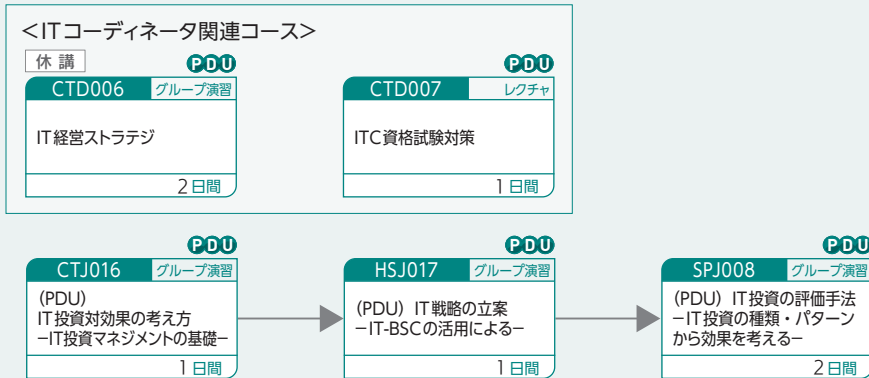 ＜ITコーディネータ関連コース＞
休 講
PDU
CTD006 グループ演習
IT経営ストラテジ
2日間
PDU
CTD007 レクチャ
ITC資格試験対策
1日間
PDU
CTJ016 グループ演習
(PDU)
IT投資対効果の考え方
−IT投資マネジメントの基礎−
1日間
PDU
HSJ017 グループ演習
(PDU) IT戦略の立案
−IT-BSCの活用による−
1日間
PDU
SPJ008 グループ演習
(PDU) IT投資の評価手法
−IT投資の種類・パターン
から効果を考える−
2日間